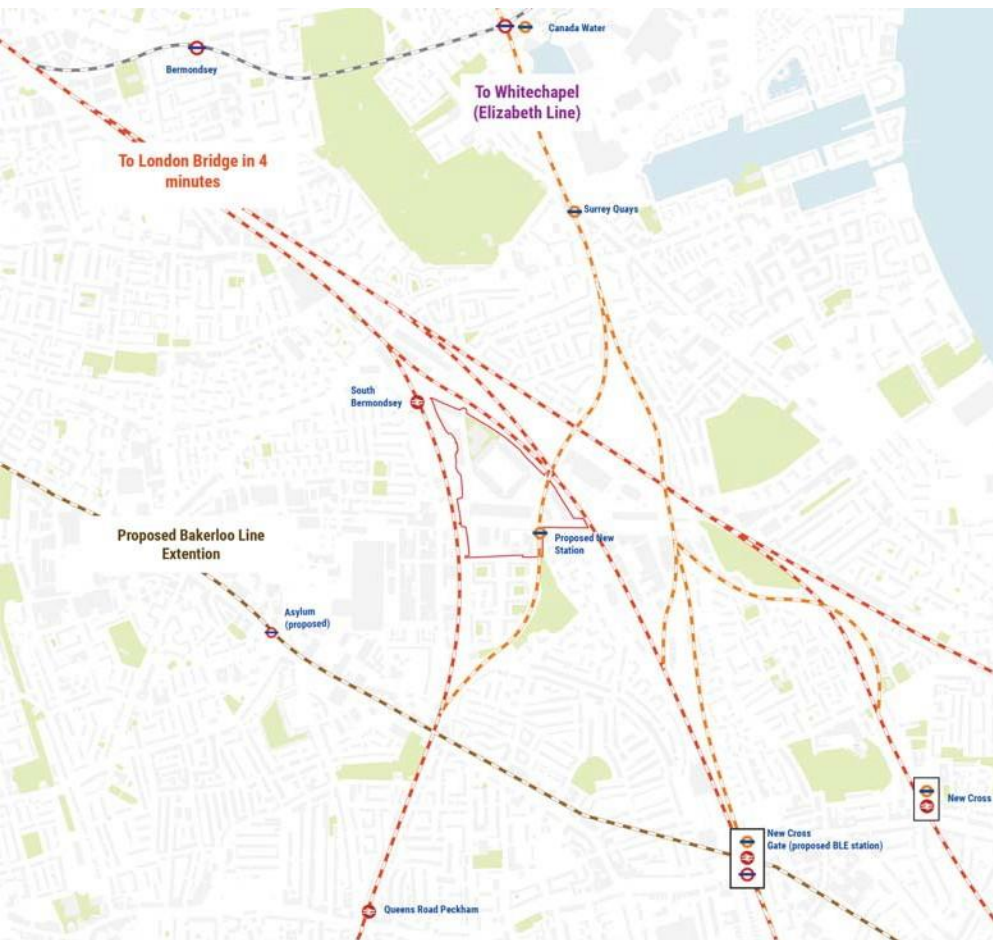 Canada Water
Bermondsey
To Whitechapel
(Elizabeth Line)
To London Bridge in 4
minutes
Surrey Quays
South
Bermondsey
Proposed Bakerloo Line
Extention
Proposed New
Station
Asylum
(proposed)
New Cross
New Cross
Gate (proposed BLE station)
Queens Road Peckham